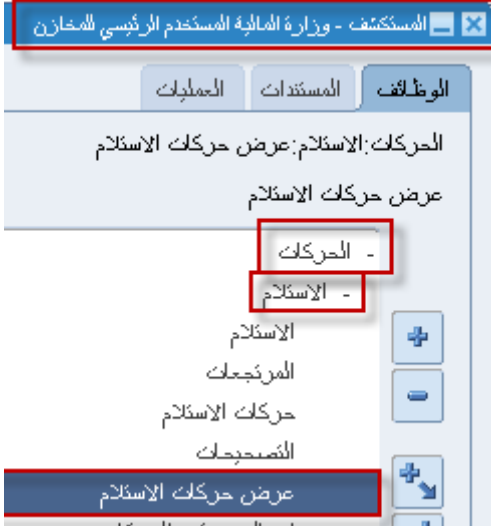 المستكشف - وزارة المالية المستخدم الرئيسي للمخازن
الوظائف المستندات العمليات
الحركات:الاستلام:عرض حركات الاستلام
عرض حركات الاستلام
- الحركات
- الاستلام
الاستلام
المرتجعات
حركات الاستلام
التصحيحات
عرض حركات الاستلام